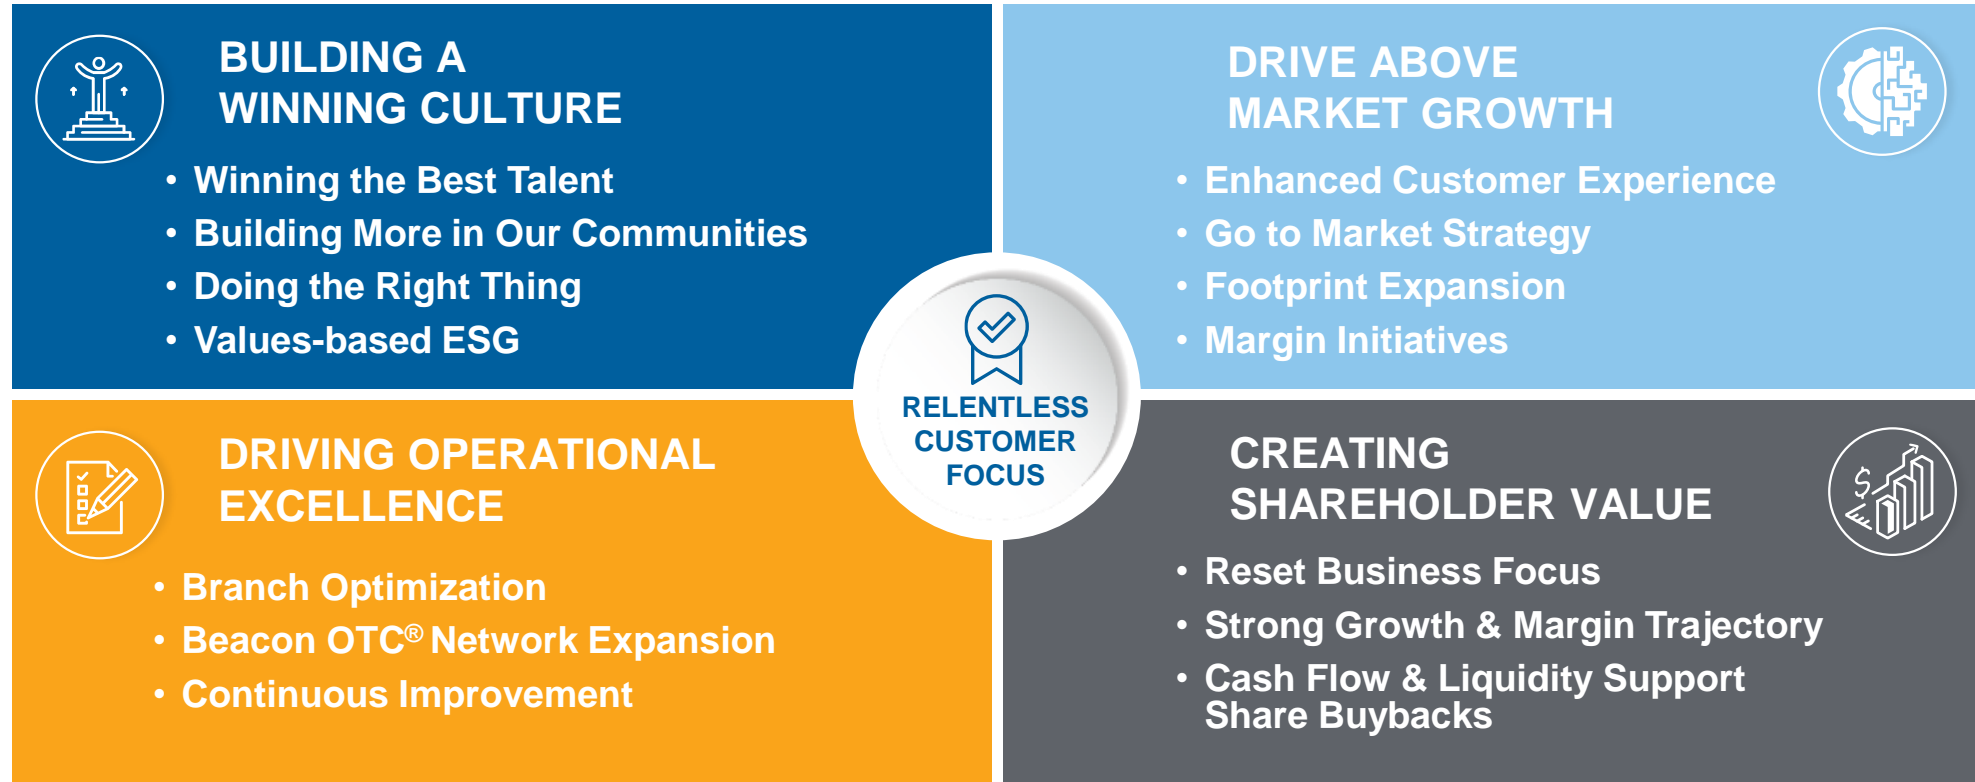 BUILDING A
WINNING CULTURE
• Winning the Best Talent
• Building More in Our Communities
• Doing the Right Thing
• Values-based ESG
DRIVE ABOVE
MARKET GROWTH
• Enhanced Customer Experience
• Go to Market Strategy
• Footprint Expansion
• Margin Initiatives
RELENTLESS
CUSTOMER
FOCUS
DRIVING OPERATIONAL
EXCELLENCE
• Branch Optimization
• Beacon OTC® Network Expansion
• Continuous Improvement
CREATING
SHAREHOLDER VALUE
$
• Reset Business Focus
• Strong Growth & Margin Trajectory
• Cash Flow & Liquidity Support
Share Buybacks